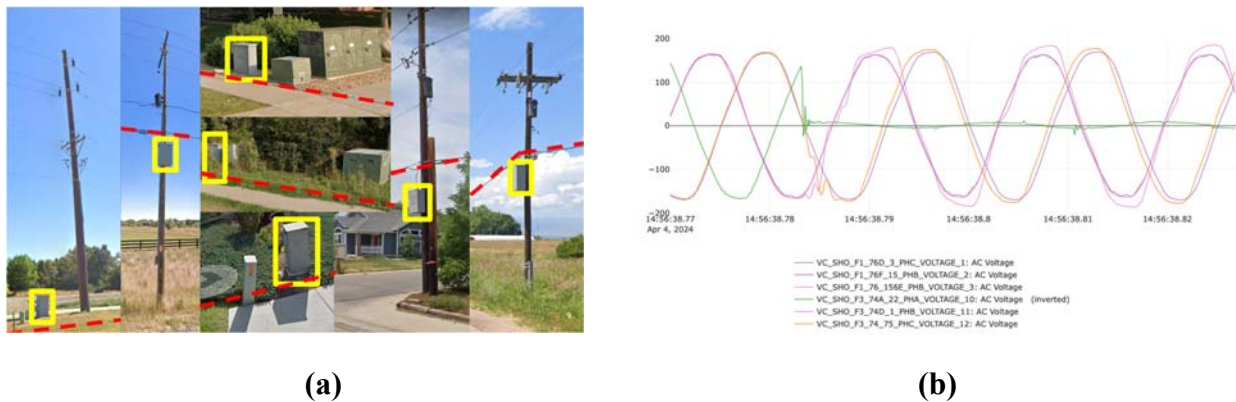 200
100
0
−100
−200
14:56:38.77 14:56:38.78 14:56:38.79 14:56:38.8 14:56:38.81 14:56:38.82
Apr 4, 2024
VC_SHO_F1_76D_3_PHC_VOLTAGE_1: AC Voltage
VC_SHO_F1_76F_15_PHB_VOLTAGE_2: AC Voltage
VC_SHO_F1_76_156E_PHB_VOLTAGE_3: AC Voltage
VC_SHO_F3_74A_22_PHA_VOLTAGE_10: AC Voltage (inverted)
VC_SHO_F3_74D_1_PHB_VOLTAGE_11: AC Voltage
VC_SHO_F3_74_75_PHC_VOLTAGE_12: AC Voltage
(a) (b)